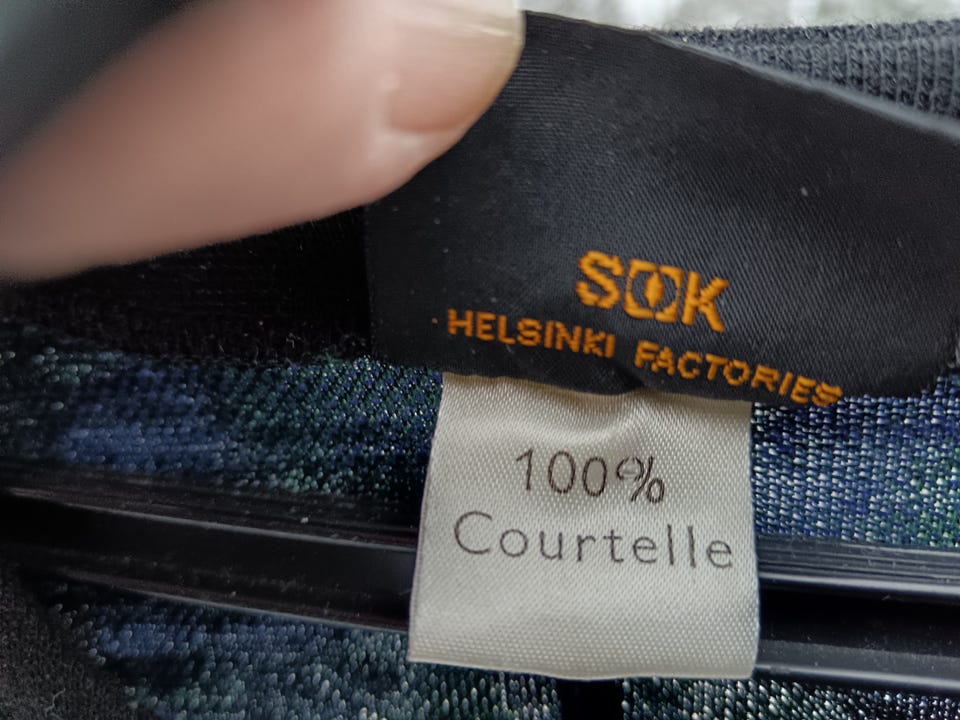 SOK
HELSINKI FACTORIES
100%
Courtelle